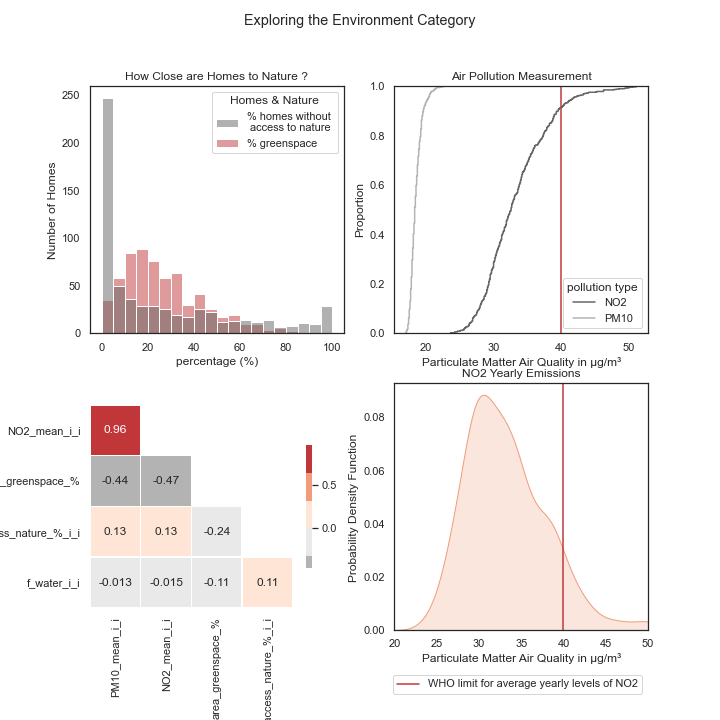 Exploring the Environment Category
How Close are Homes to Nature ?
250
200
150
100
50
0
Number of Homes
0 20 40 60 80 100
percentage (%)
Homes & Nature
% homes without
access to nature
% greenspace
Air Pollution Measurement
1.0
0.8
0.6
0.4
0.2
0.0
Proportion
20 30 40 50
Particulate Matter Air Quality in µg/m³
pollution type
NO2
PM10
NO2_mean_i_i
_greenspace_%
ss_nature_%_i_i
f_water_i_i
0.96
-0.44 -0.47
0.13 0.13 -0.24
-0.013 -0.015 -0.11 0.11
PM10_mean_i_i
NO2_mean_i_i
area_greenspace_%
access_nature_%_i_i
0.5
0.0
NO2 Yearly Emissions
0.08
0.06
0.04
0.02
0.00
Probability Density Function
20 25 30 35 40 45 50
Particulate Matter Air Quality in µg/m³
WHO limit for average yearly levels of NO2